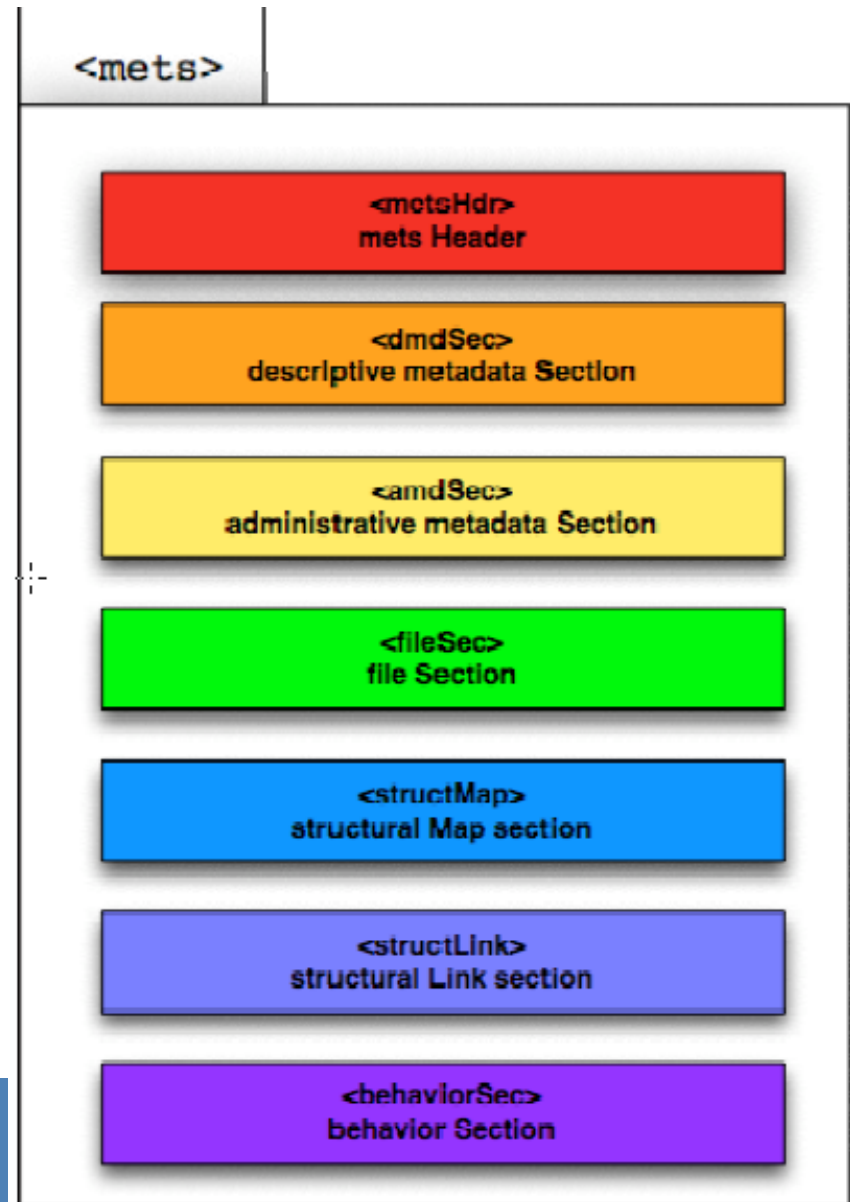 <mets>
<metsHdr>
mets Header
<dmdSec>
descriptive metadata Section
<amdSec>
administrative metadata Section
<fileSec>
file Section
<structMap>
structural Map section
<structLink>
structural Link section
<behaviorSec>
behavior Section